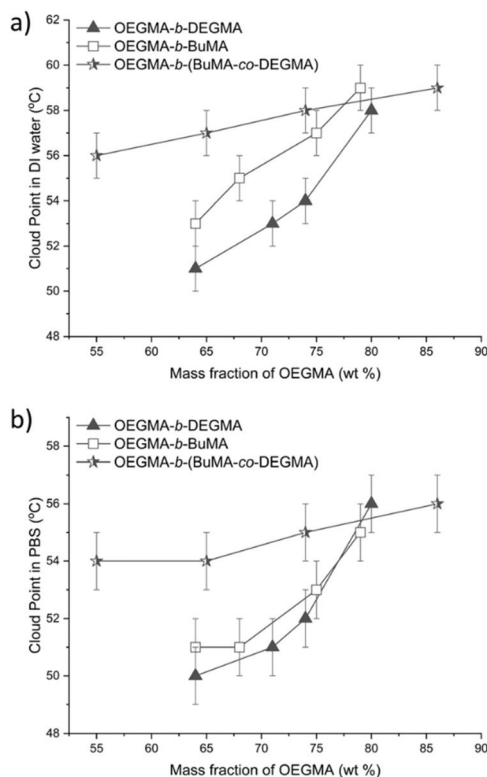 a)
OEGMA-b-DEGMA
OEGMA-b-BuMA
OEGMA-b-(BuMA-co-DEGMA)
62
60
58
56
54
52
50
48
Cloud Point in DI water (ºC)
55 60 65 70 75 80 85
Mass fraction of OEGMA (wt %)
b)
OEGMA-b-DEGMA
OEGMA-b-BuMA
OEGMA-b-(BuMA-co-DEGMA)
58
56
54
52
50
48
Cloud Point in PBS (ºC)
55 60 65 70 75 80 85
Mass fraction of OEGMA (wt %)